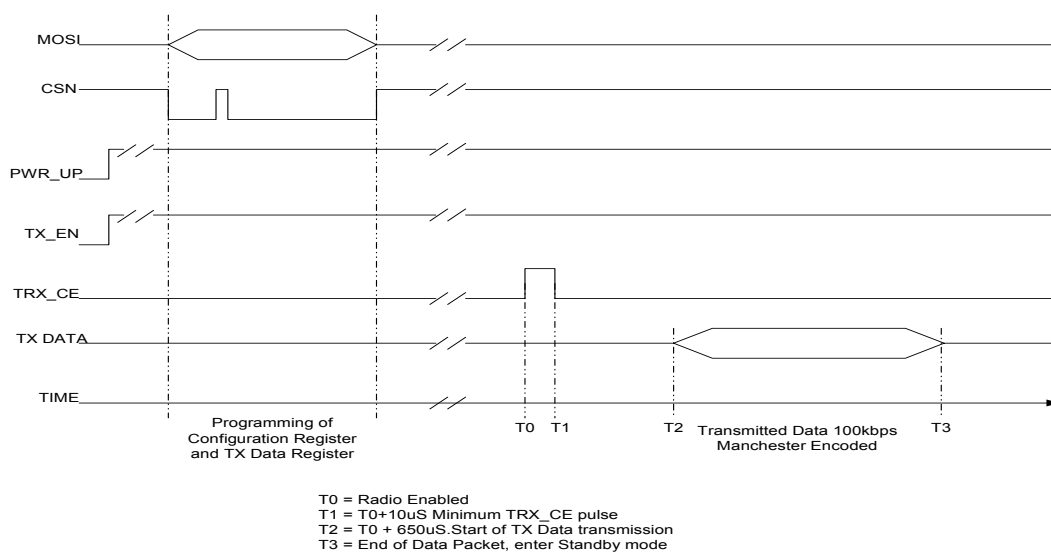 MOSI
CSN
PWR_UP
TX_EN
TRX_CE
TX DATA
TIME
Programming of
Configuration Register
and TX Data Register
T0
T1
T2
Transmitted Data 100kbps
Manchester Encoded
T3
T0 = Radio Enabled
T1 = T0+10uS Minimum TRX_CE pulse
T2 = T0 + 650uS.Start of TX Data transmission
T3 = End of Data Packet, enter Standby mode